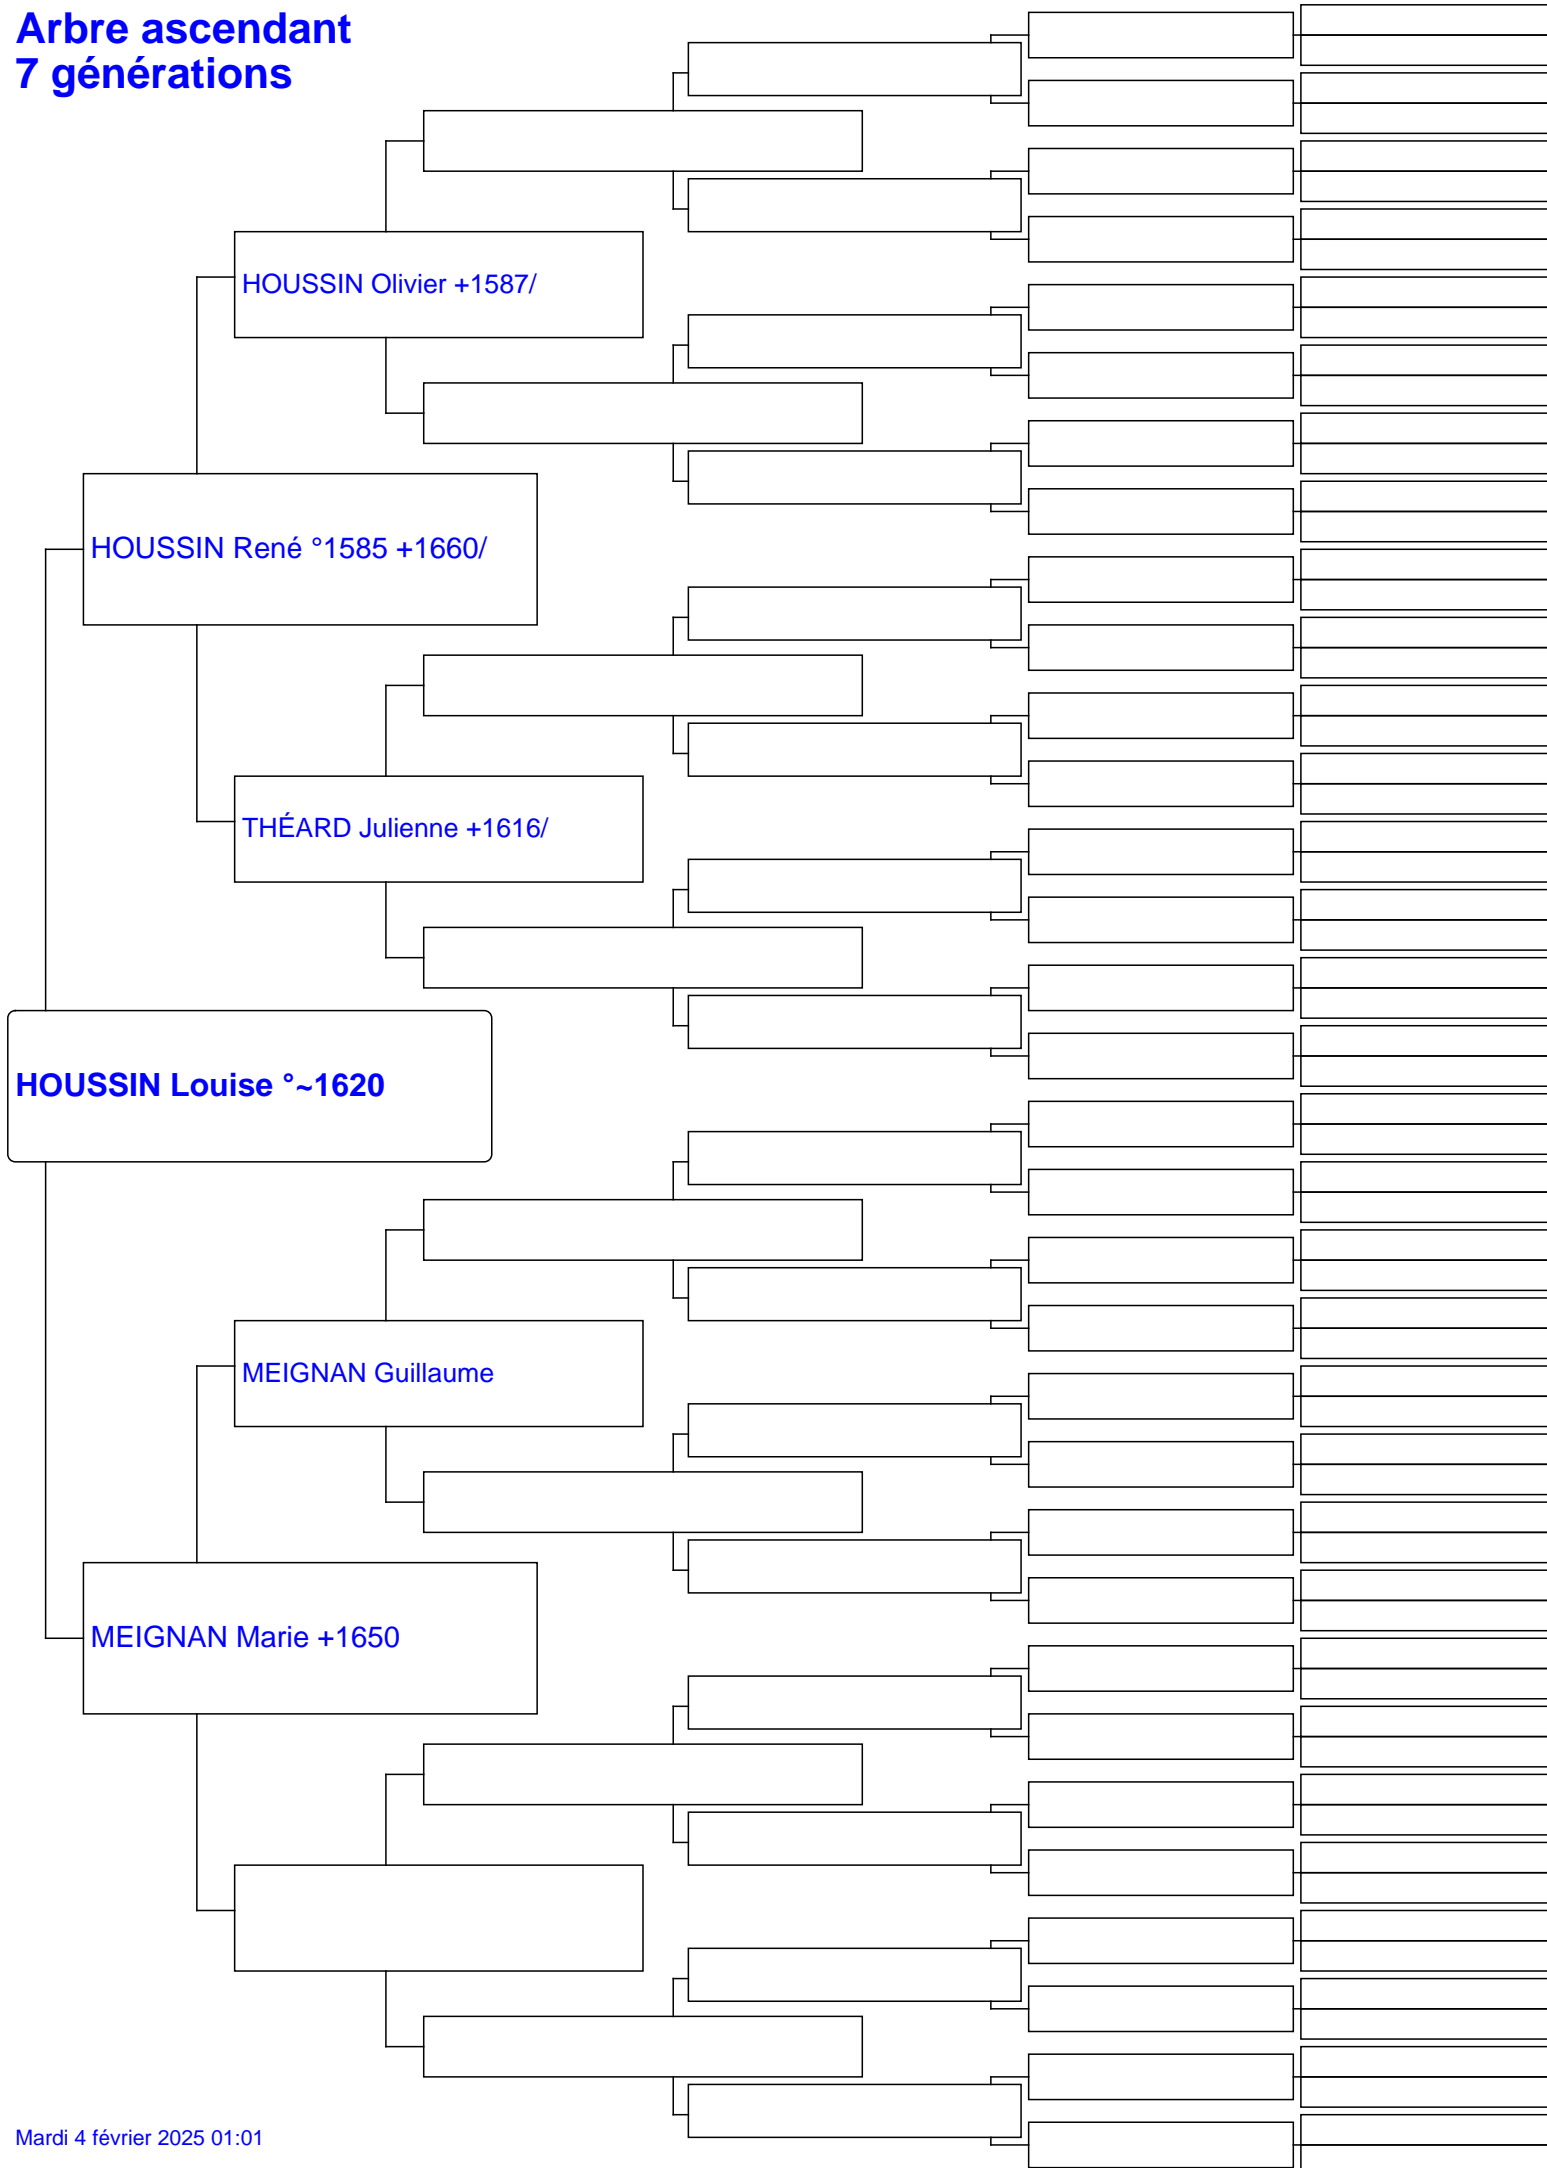 Arbre ascendant
7 générations
HOUSSIN Olivier +1587/
HOUSSIN René °1585 +1660/
THÉARD Julienne +1616/
HOUSSIN Louise °~1620
MEIGNAN Guillaume
MEIGNAN Marie +1650
Mardi 4 février 2025 01:01